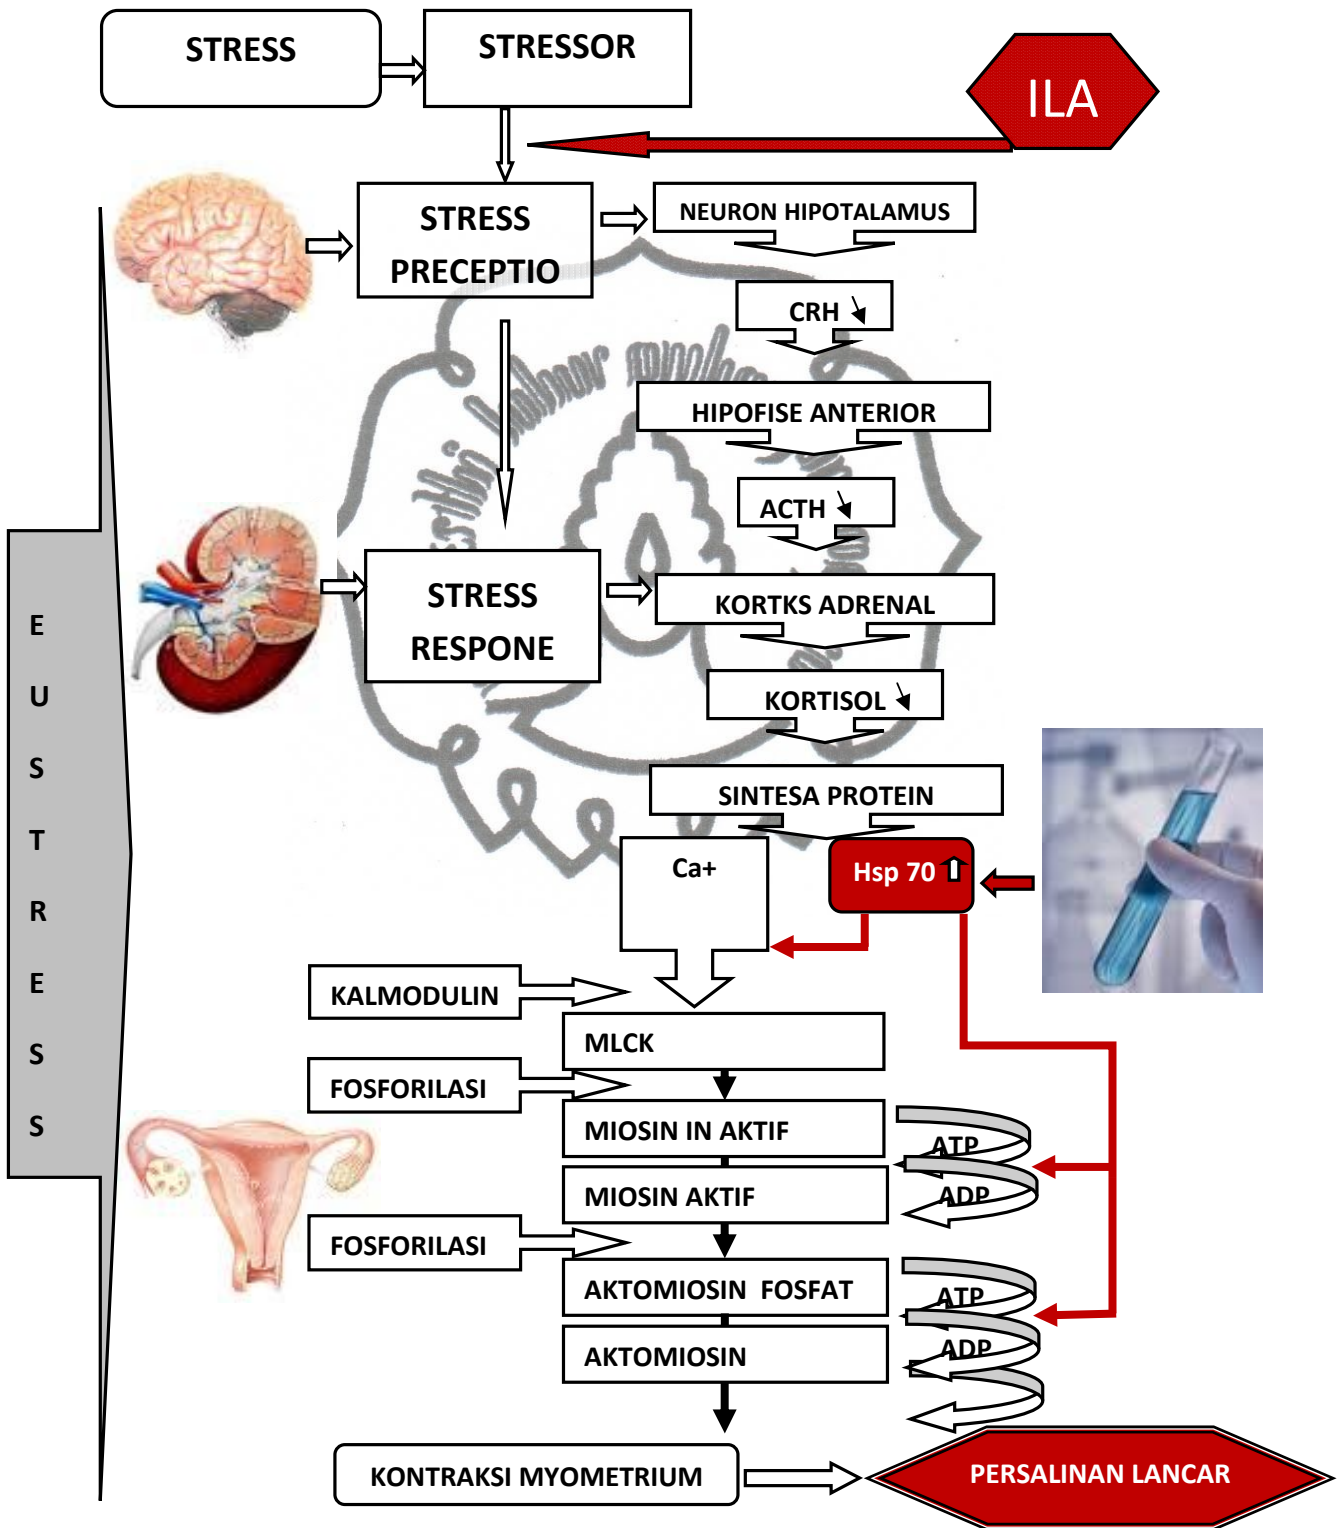 STRESS
STRESSOR
ILA
STRESS
PRECEPTIO
NEURON HIPOTALAMUS
CRH
HIPOFISE ANTERIOR
ACTH
STRESS
RESPONE
KORTKS ADRENAL
KORTISOL
SINTESA PROTEIN
Ca+
Hsp 70
E
U
S
T
R
E
S
S
KALMODULIN
MLCK
FOSFORILASI
MIOSIN IN AKTIF
ATP
MIOSIN AKTIF
ADP
FOSFORILASI
AKTOMIOSIN  FOSFAT
ATP
AKTOMIOSIN
ADP
KONTRAKSI MYOMETRIUM
PERSALINAN LANCAR